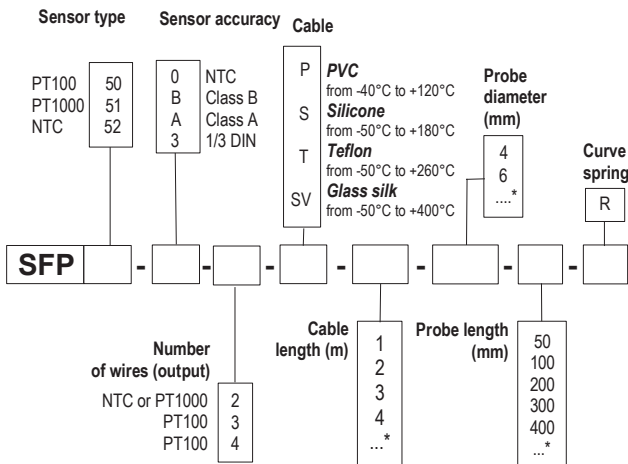 Sensor type
PT100 50
PT1000 51
NTC 52
Sensor accuracy
0 NTC
B Class B
A Class A
3 1/3 DIN
Cable
P PVC
from -40°C to +120°C
S Silicone
from -50°C to +180°C
T Teflon
from -50°C to +260°C
SV Glass silk
from -50°C to +400°C
Probe
diameter
(mm)
4
6
....*
Curve
spring
R
SFP - - - - - - -
Number
of wires (output)
NTC or PT1000 2
PT100 3
PT100 4
Cable
length (m)
1
2
3
4
...*
Probe length
(mm)
50
100
200
300
400
...*